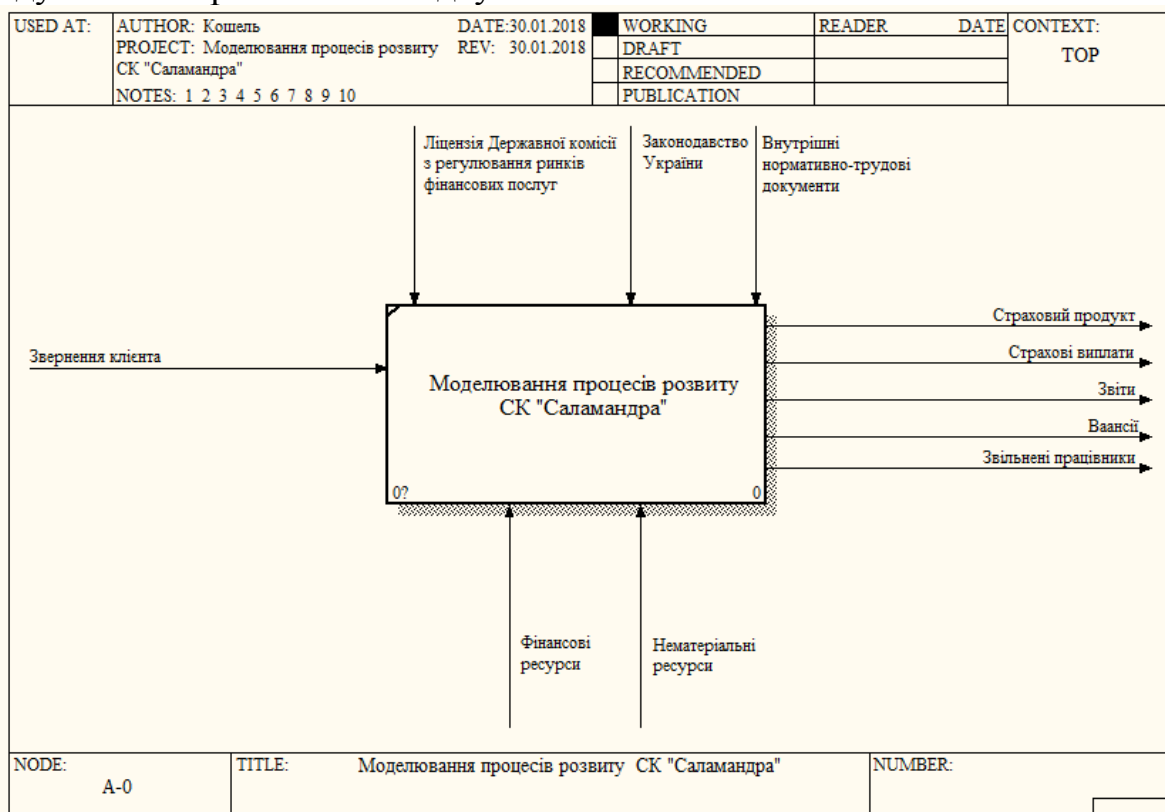 USED AT:
AUTHOR: Кошель
DATE:30.01.2018
PROJECT: Моделювання процесів розвиту
REV: 30.01.2018
СК "Саламандра"
NOTES: 1 2 3 4 5 6 7 8 9 10
WORKING
DRAFT
RECOMMENDED
PUBLICATION
READER
DATE
CONTEXT:
TOP
Ліцензія Державної комісії
з регулювання ринків
фінансових послуг
Законодавство
України
Внутрішні
нормативно-трудові
документи
Звернення клієнта
Моделювання процесів розвиту
СК "Саламандра"
0?
0
Страховий продукт
Страхові виплати
Звіти
Ваансії
Звільнені працівники
Фінансові
ресурси
Нематеріальні
ресурси
NODE:
A-0
TITLE:
Моделювання процесів розвиту СК "Саламандра"
NUMBER: